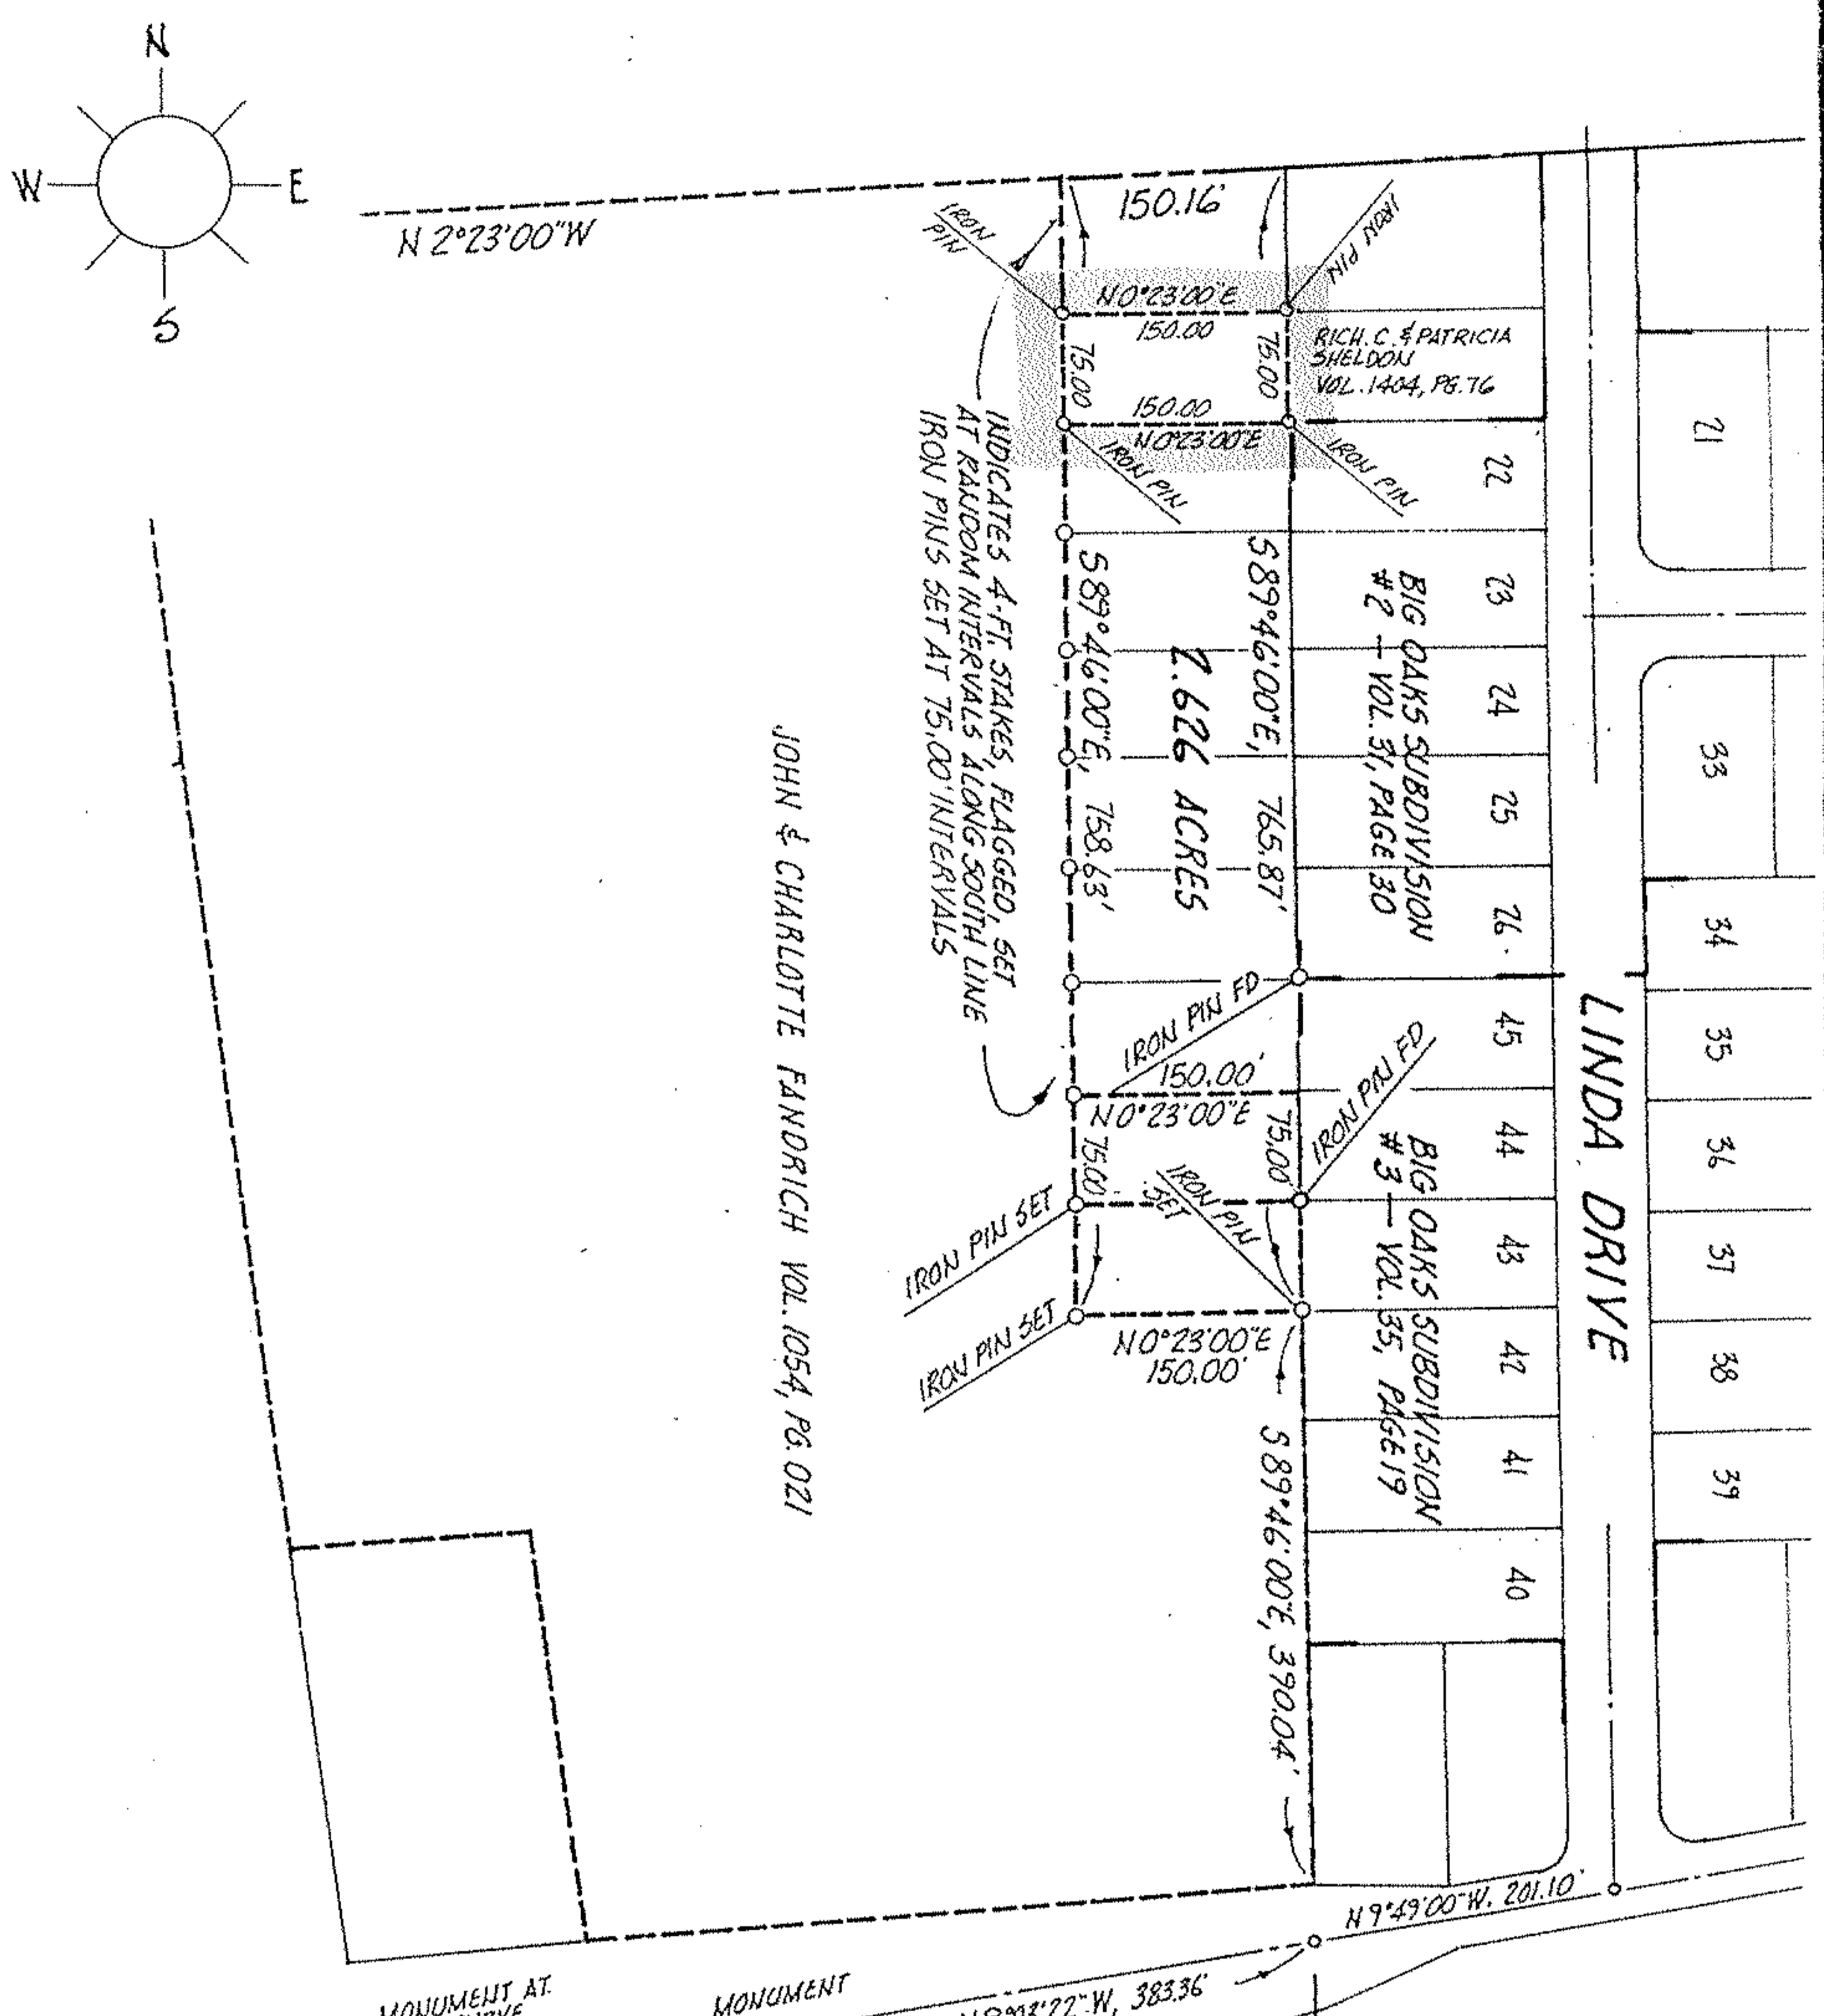 N
W
E
S
N 2°23'00"W
150.16'
IRON
PIN
IRON PIN
N0°23'00"E
150.00
75.00
75.00
RICH. C. & PATRICIA
SHELDON
VOL. 1404, PG. 76
150.00
N0°23'00"E
IRON PIN
IRON PIN
INDICATES 4-FT. STAKES, FLAGGED, SET
AT RANDOM INTERVALS ALONG SOUTH LINE
IRON PINS SET AT 75.00' INTERVALS
S 89°46'00"E, 765.87'
S 89°46'00"E, 758.63'
2.626 ACRES
BIG OAKS SUBDIVISION
#2 — VOL. 31, PAGE 30
21
22
23
24
25
26
33
34
35
36
37
38
39
45
44
43
42
41
40
LINDA DRIVE
BIG OAKS SUBDIVISION
#3 — VOL. 35, PAGE 19
IRON PIN FD
150.00'
N0°23'00"E
75.00'
75.00
IRON PIN FD
IRON PIN
SET
IRON PIN SET
IRON PIN SET
N0°23'00"E
150.00'
S 89°46'00"E, 390.04'
JOHN & CHARLOTTE FANDRICH VOL. 1054, PG. 021
N 9°49'00"W, 201.10'
MONUMENT AT
MONUMENT
22" W, 383.36'